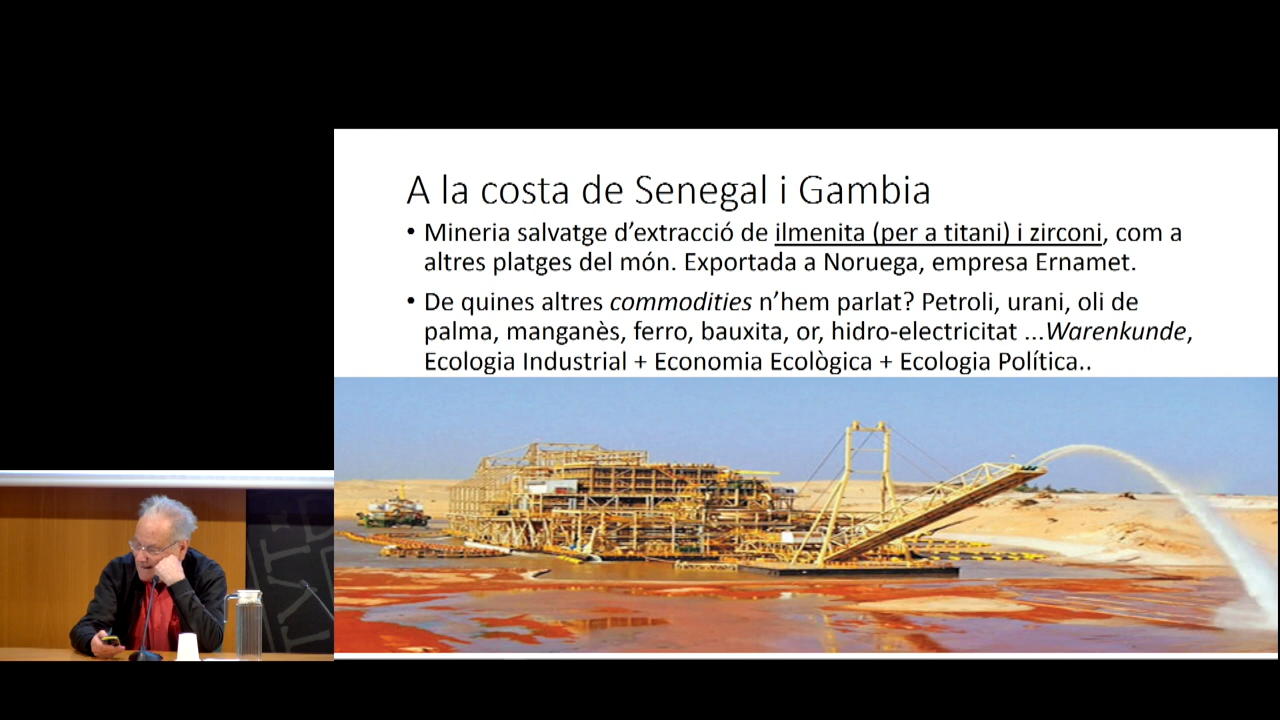 A la costa de Senegal i Gambia
• Mineria salvatge d'extracció de ilmenita (per a titani) i zirconi, com a
altres platges del món. Exportada a Noruega, empresa Ernamet.
• De quines altres commodities n'hem parlat? Petroli, urani, oli de
palma, manganès, ferro, bauxita, or, hidro-electricitat ...Warenkunde,
Ecologia Industrial + Economia Ecològica + Ecologia Política..